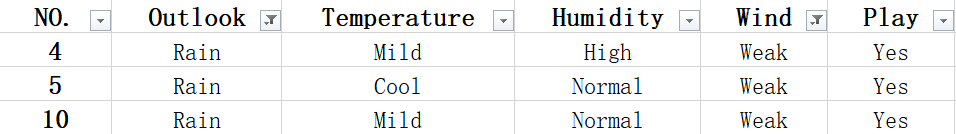 NO. Outlook Temperature Humidity Wind Play
4 Rain Mild High Weak Yes
5 Rain Cool Normal Weak Yes
10 Rain Mild Normal Weak Yes